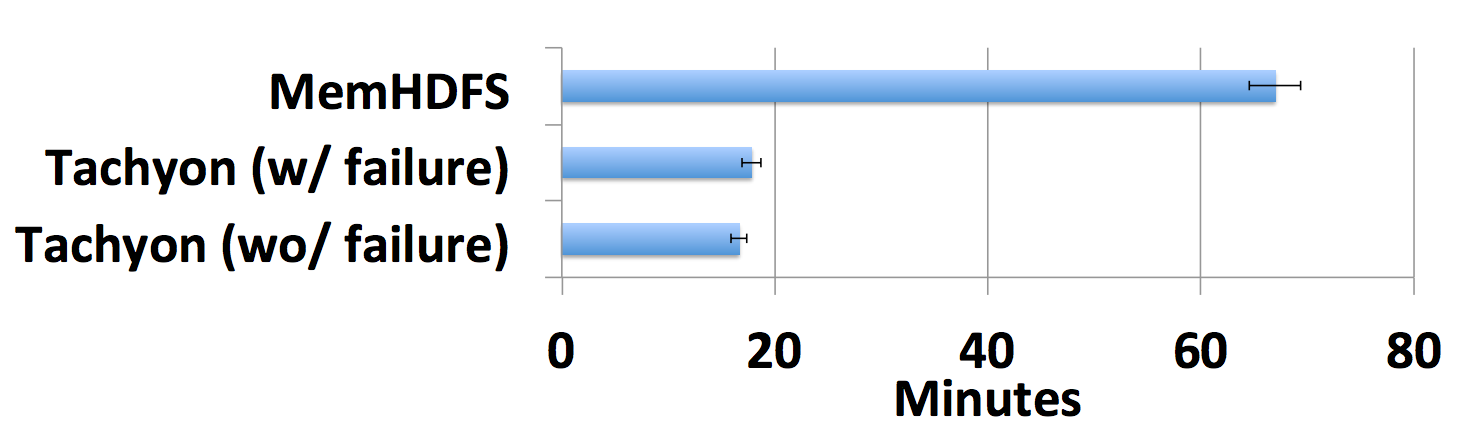 MemHDFS
Tachyon (w/ failure)
Tachyon (wo/ failure)
0 20 40 60 80
Minutes